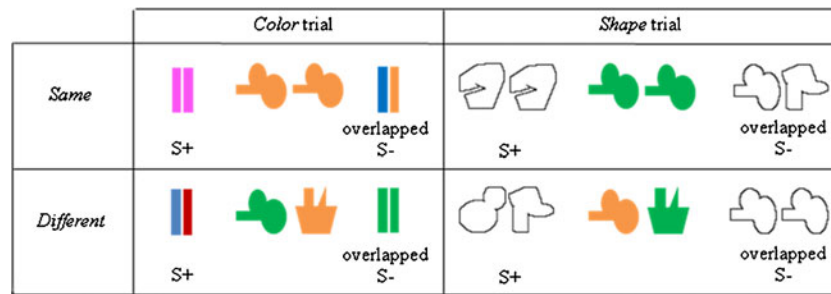 Color trial Shape trial
Same
overlapped overlapped
S+ S- S+ S-
Different
overlapped overlapped
S+ S- S+ S-